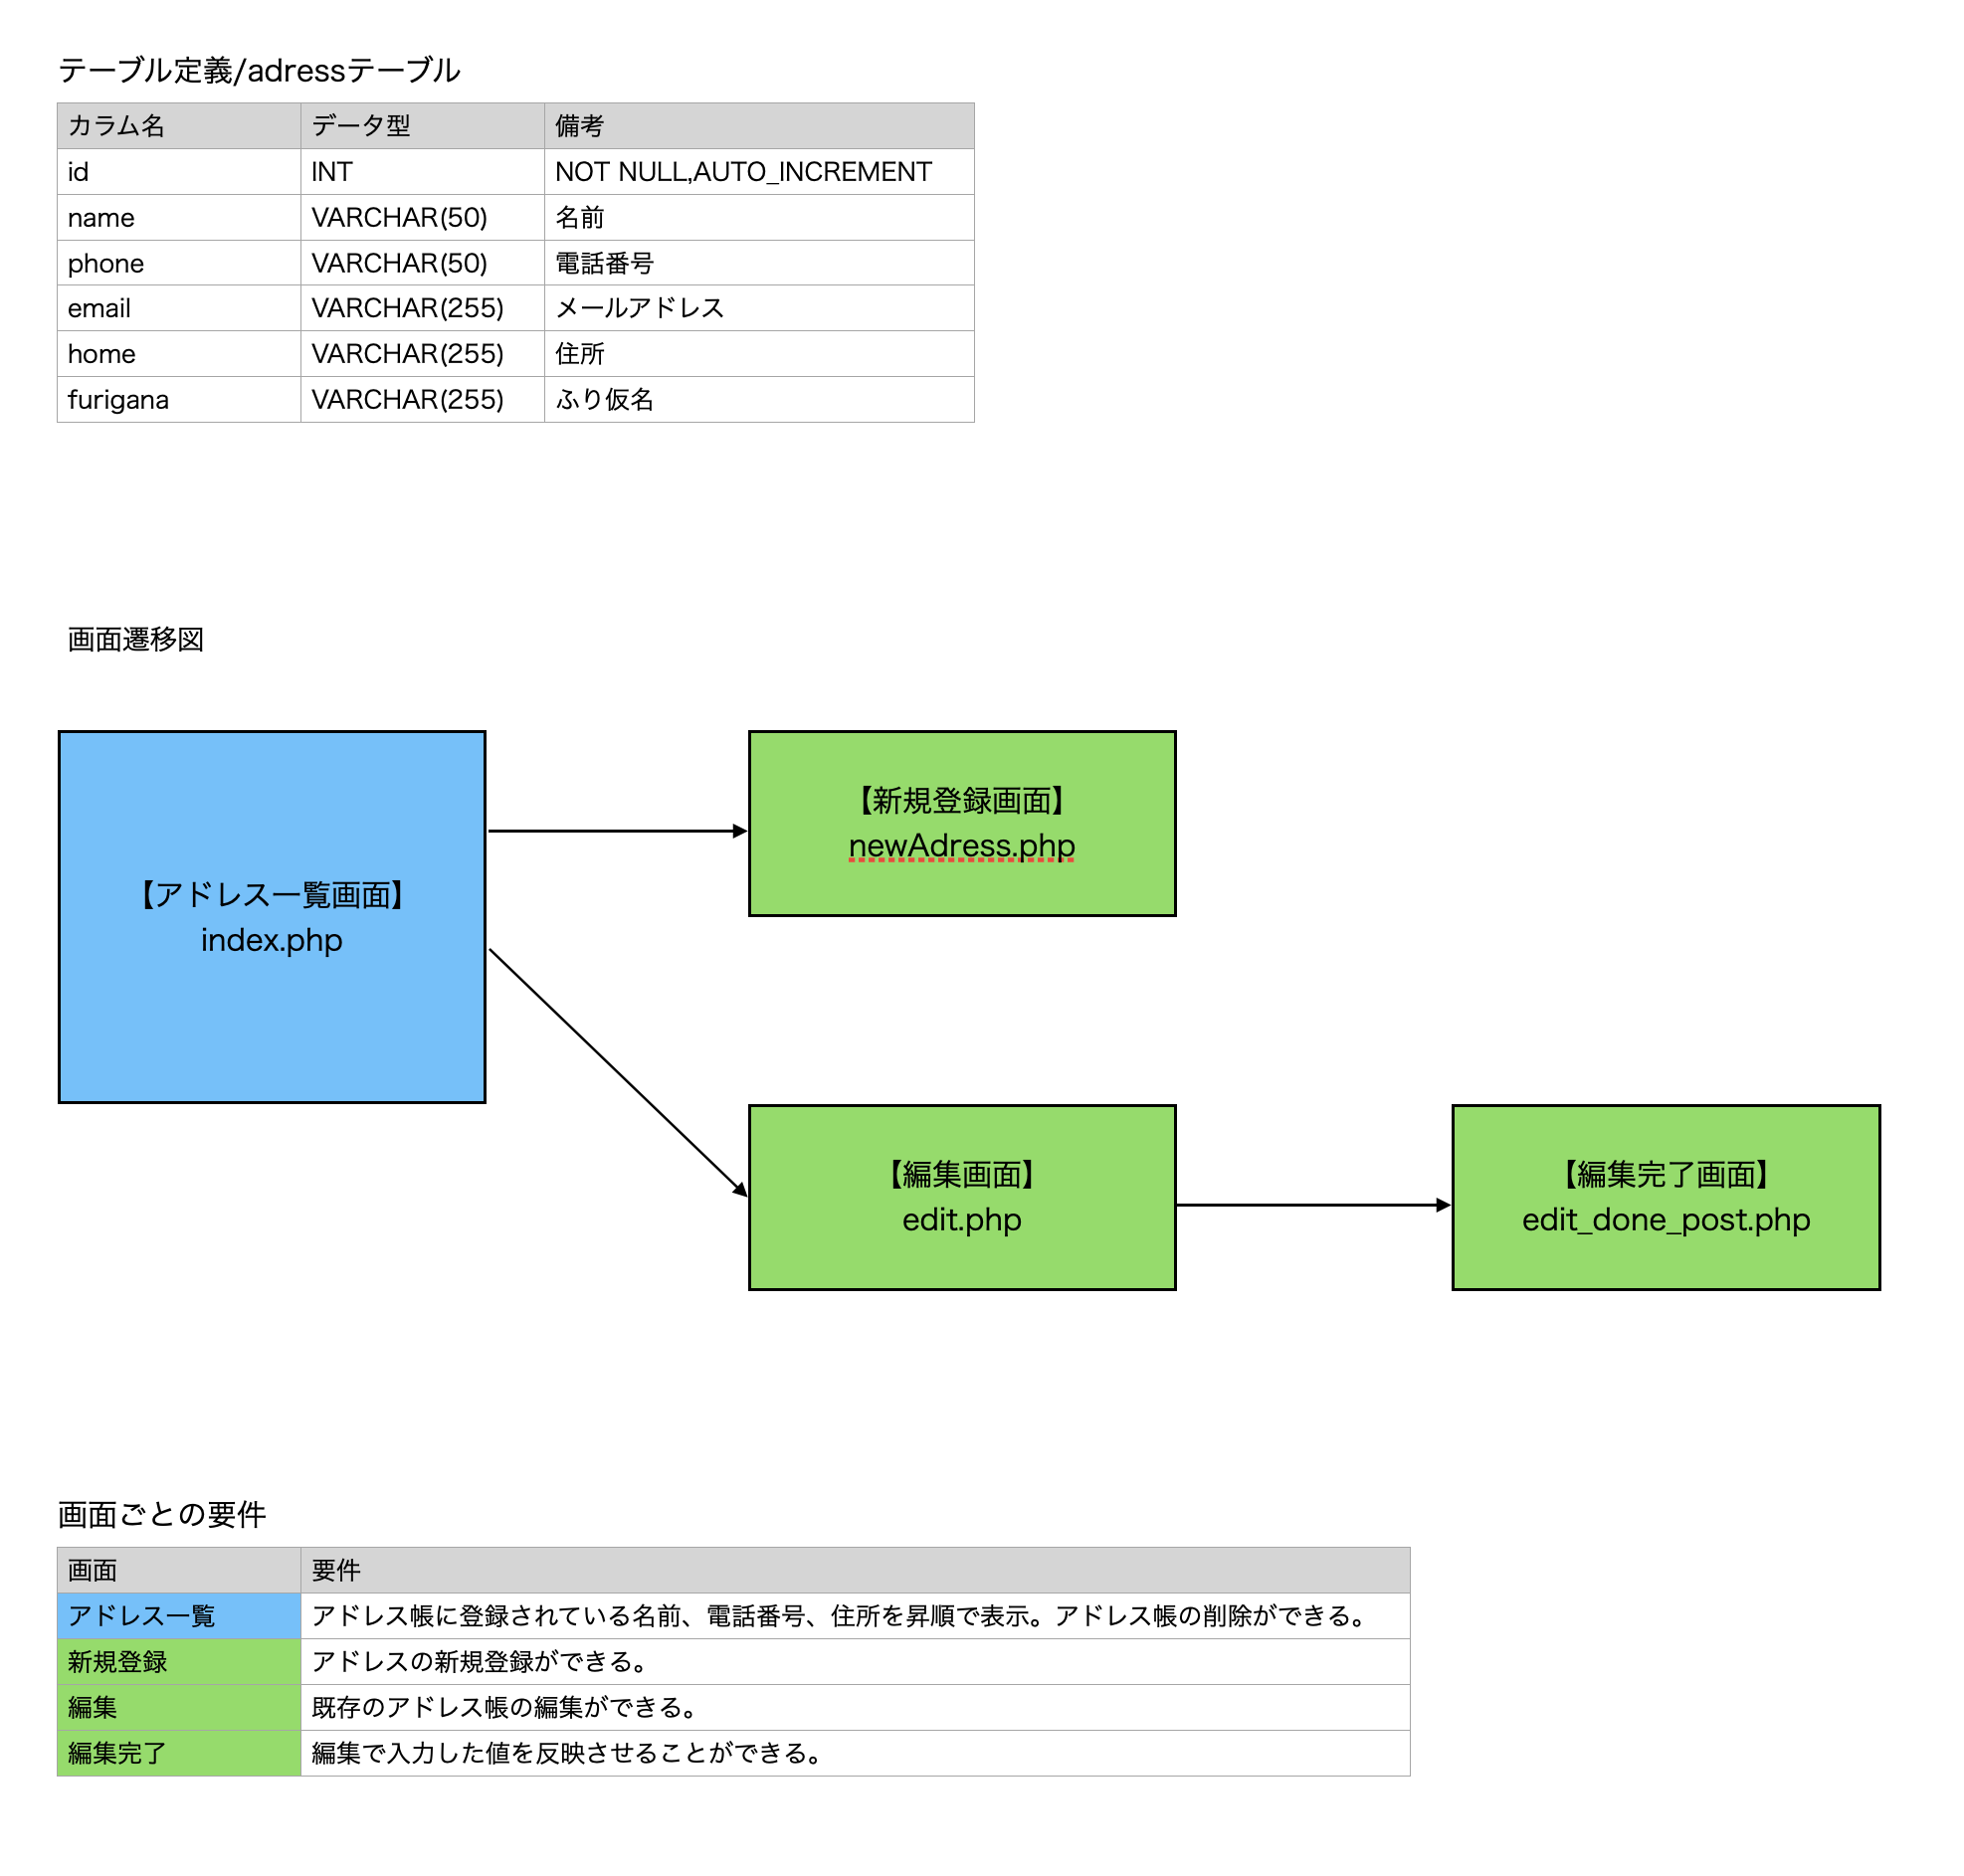 テーブル定義/adressテーブル
カラム名 データ型 備考
id INT NOT NULL,AUTO_INCREMENT
name VARCHAR(50) 名前
phone VARCHAR(50) 電話番号
email VARCHAR(255) メールアドレス
home VARCHAR(255) 住所
furigana VARCHAR(255) ふり仮名
画面遷移図
【アドレス一覧画面】
index.php
【新規登録画面】
newAdress.php
【編集画面】
edit.php
【編集完了画面】
edit_done_post.php
画面ごとの要件
画面 要件
アドレス一覧 アドレス帳に登録されている名前、電話番号、住所を昇順で表示。アドレス帳の削除ができる。
新規登録 アドレスの新規登録ができる。
編集 既存のアドレス帳の編集ができる。
編集完了 編集で入力した値を反映させることができる。